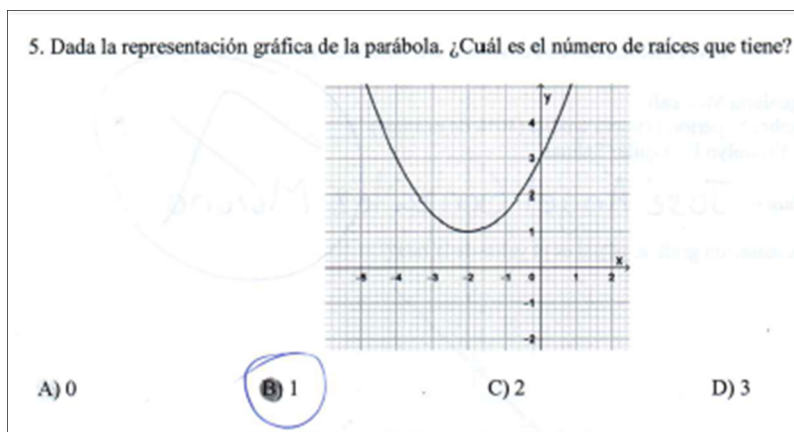 5. Dada la representación gráfica de la parábola. ¿Cuál es el número de raíces que tiene?
y
4
3
2
1
x
-5 -4 -3 -2 -1 0 1 2
-1
-2
A) 0 B) 1 C) 2 D) 3